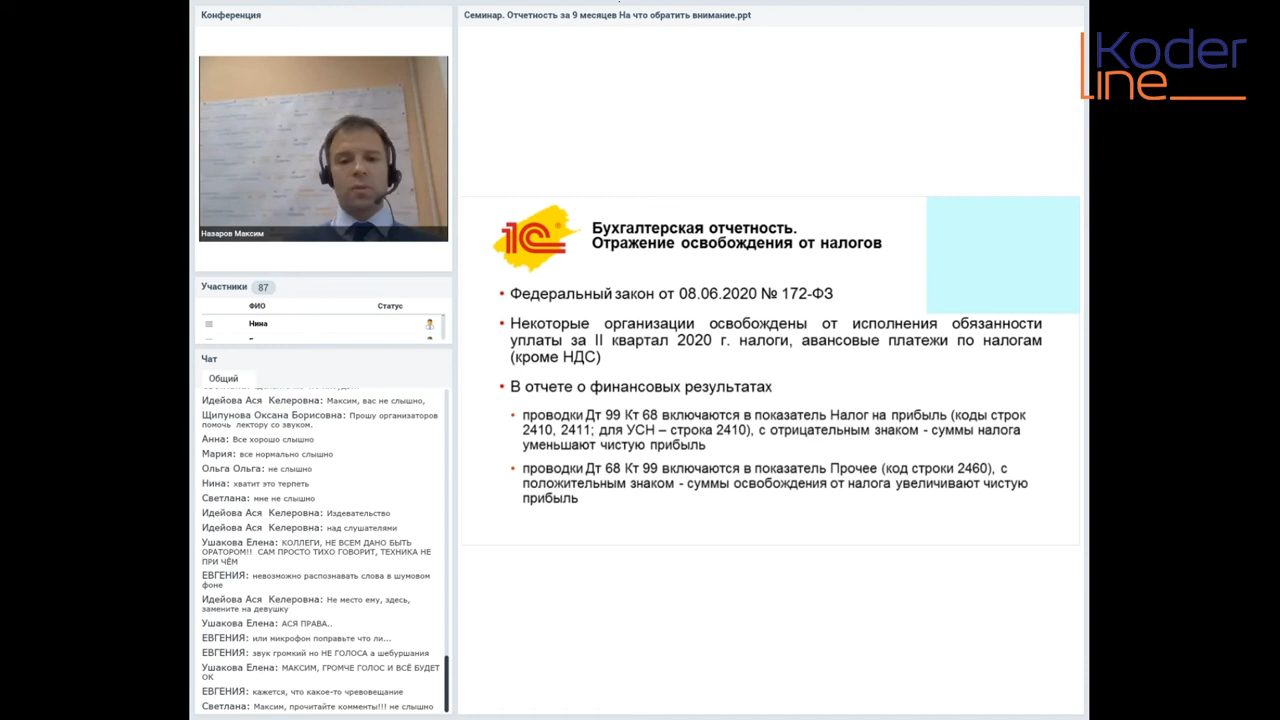 Конференция
Назаров Максим
Участники 87
ФИО Статус
Нина
Чат
Общий
Идейова Ася Келеровна: Максим, вас не слышно,
Щипунова Оксана Борисовна: Прошу организаторов
помочь лектору со звуком.
Анна: Все хорошо слышно
Мария: все нормально слышно
Ольга Ольга: не слышно
Нина: хватит это терпеть
Светлана: мне не слышно
Идейова Ася Келеровна: Издевательство
Идейова Ася Келеровна: над слушателями
Ушакова Елена: КОЛЛЕГИ, НЕ ВСЕМ ДАНО БЫТЬ
ОРАТОРОМ!! САМ ПРОСТО ТИХО ГОВОРИТ, ТЕХНИКА НЕ
ПРИ ЧЁМ
ЕВГЕНИЯ: невозможно распознавать слова в шумовом
фоне
Идейова Ася Келеровна: Не место ему, здесь,
замените на девушку
Ушакова Елена: АСЯ ПРАВА..
ЕВГЕНИЯ: или микрофон поправьте что ли...
ЕВГЕНИЯ: звук громкий но НЕ ГОЛОСА а шебуршания
Ушакова Елена: МАКСИМ, ГРОМЧЕ ГОЛОС И ВСЁ БУДЕТ
ОК
ЕВГЕНИЯ: кажется, что какое-то чревовещание
Светлана: Максим, прочитайте комменты!!! не слышно
Семинар. Отчетность за 9 месяцев На что обратить внимание.ppt
Koder
line
1С
Бухгалтерская отчетность.
Отражение освобождения от налогов
• Федеральный закон от 08.06.2020 № 172-ФЗ
• Некоторые организации освобождены от исполнения обязанности
уплаты за II квартал 2020 г. налоги, авансовые платежи по налогам
(кроме НДС)
• В отчете о финансовых результатах
• проводки Дт 99 Кт 68 включаются в показатель Налог на прибыль (коды строк
2410, 2411; для УСН – строка 2410), с отрицательным знаком - суммы налога
уменьшают чистую прибыль
• проводки Дт 68 Кт 99 включаются в показатель Прочее (код строки 2460), с
положительным знаком - суммы освобождения от налога увеличивают чистую
прибыль